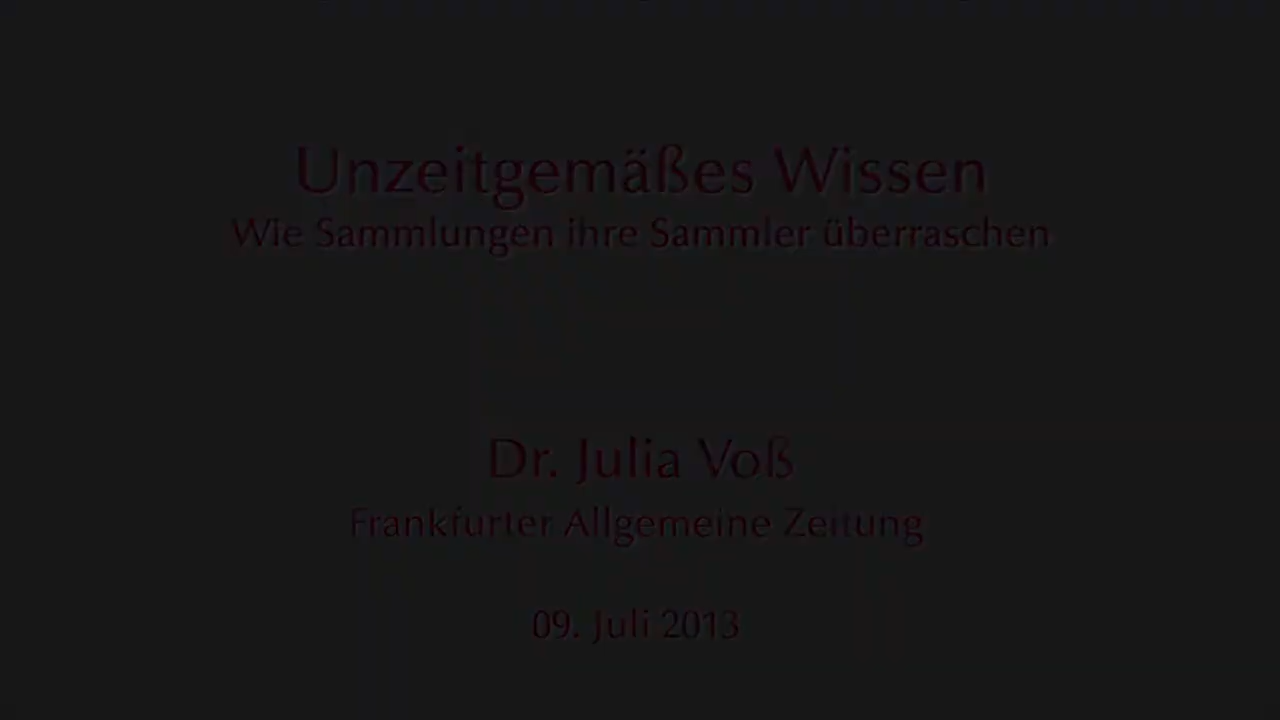 Unzeitgemäßes Wissen
Wie Sammlungen ihre Sammler überraschen
Dr. Julia Voß
Frankfurter Allgemeine Zeitung
09. Juli 2013